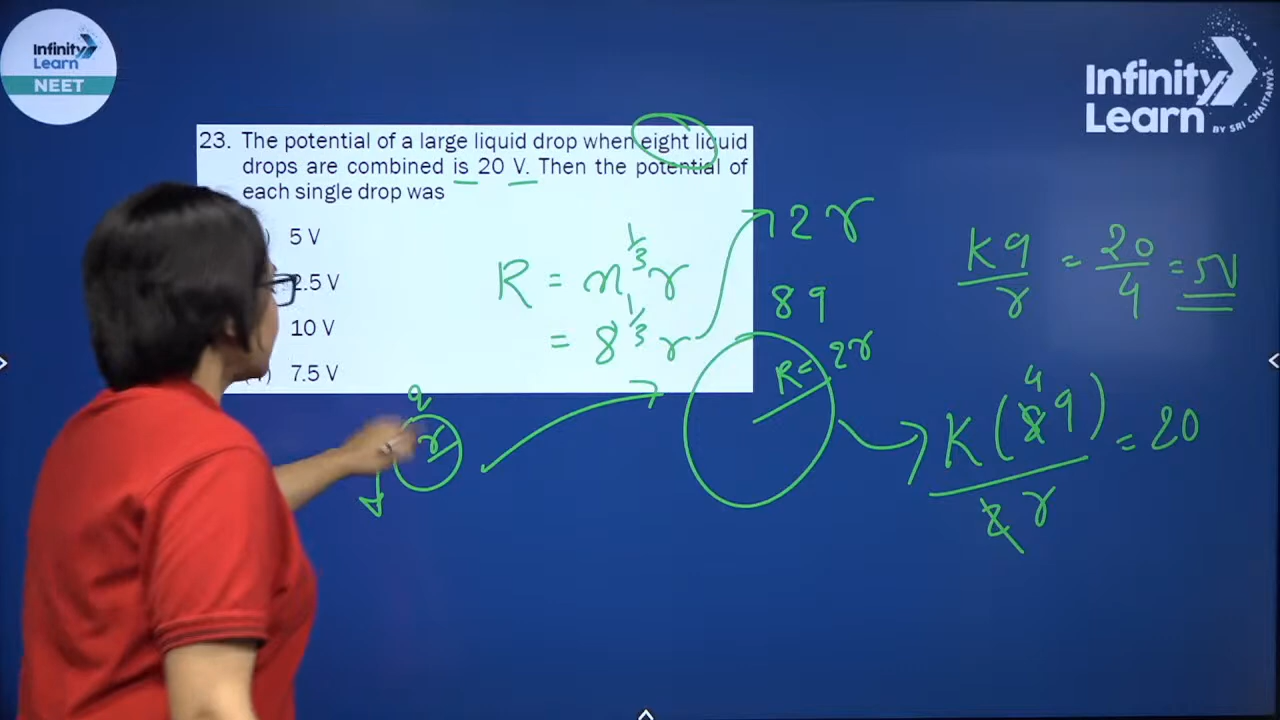 Infinity
Learn
NEET
Infinity
Learn
BY SRI CHAITANYA
23. The potential of a large liquid drop when eight liquid
drops are combined is 20 V. Then the potential of
each single drop was
5 V
2.5 V
10 V
7.5 V
R = n^1/3 r
= 8^1/3 r
2r
8q
R = 2r
q
r
Kq/r = 20/4 = 5V
K(8q)/2r = 20
4